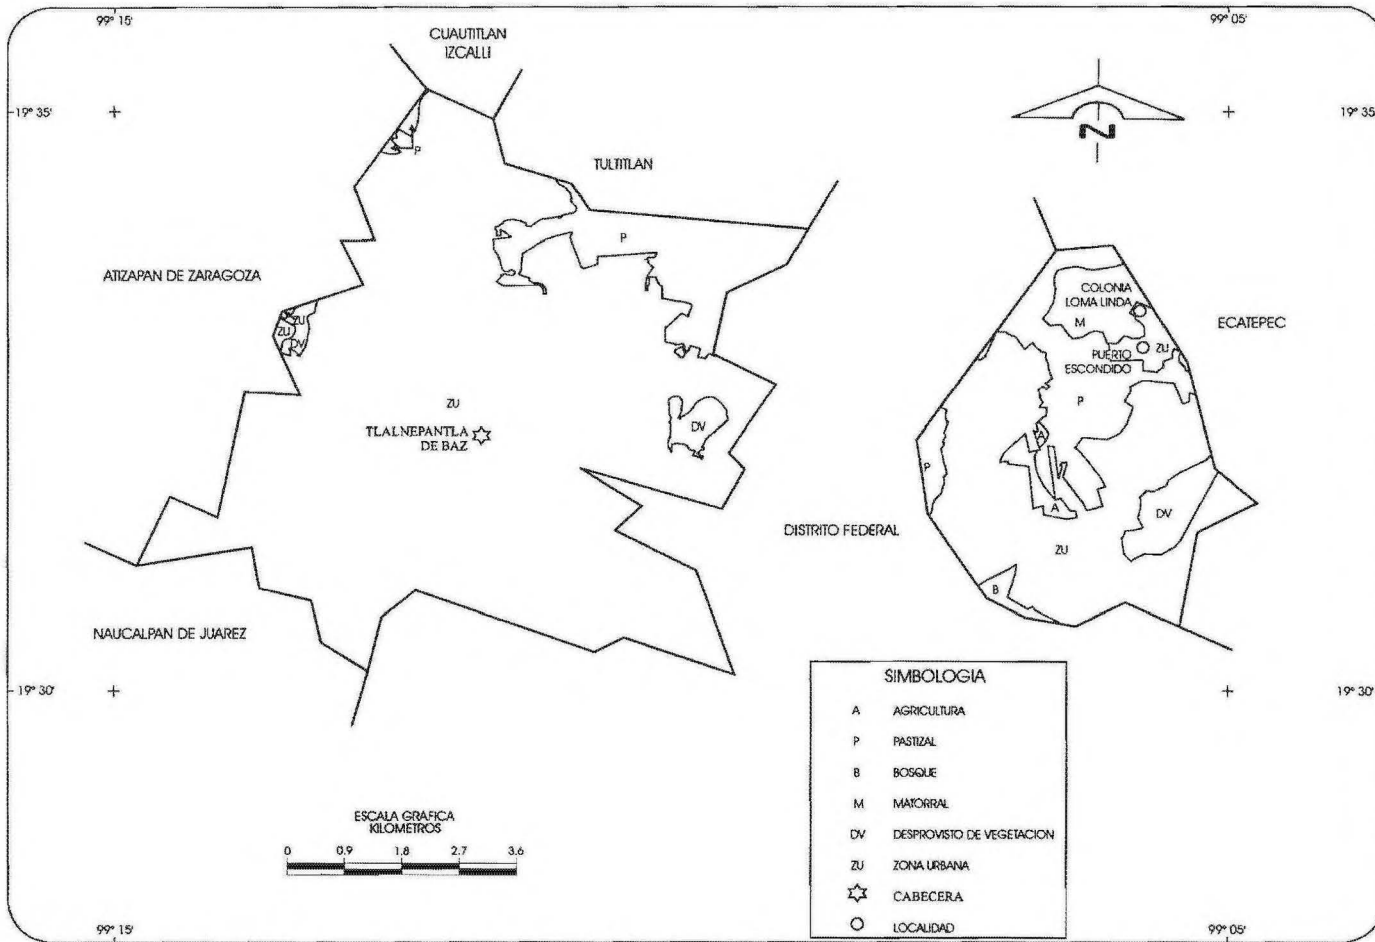 99° 15'
99° 05'
CUAUTITLAN
IZCALLI
19° 35'
19° 35'
N
P
TULTITLAN
P
ATIZAPAN DE ZARAGOZA
COLONIA
LOMA LINDA
M
ECATEPEC
ZU
ZU
DV
PUERTO
ESCONDIDO
ZU
P
ZU
TLALNEPANTLA
DE BAZ
DV
A
P
A
DV
DISTRITO FEDERAL
ZU
B
NAUCALPAN DE JUAREZ
19° 30'
19° 30'
SIMBOLOGIA
A AGRICULTURA
P PASTIZAL
B BOSQUE
M MATORRAL
DV DESPROVISTO DE VEGETACION
ZU ZONA URBANA
CABECERA
LOCALIDAD
ESCALA GRAFICA
KILOMETROS
0 0.9 1.8 2.7 3.6
99° 15'
99° 05'